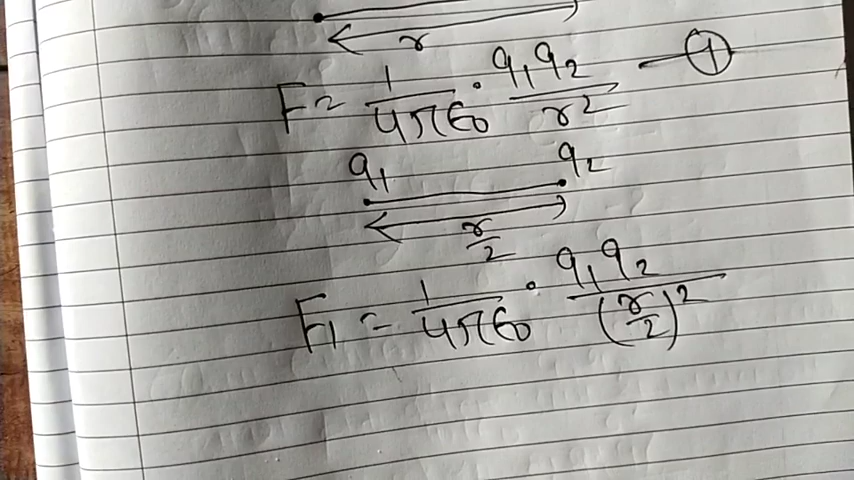 r
F = 1/4πε0 · q1q2/r2 — 1
q1 q2
r/2
F1 = 1/4πε0 · q1q2/(r/2)2